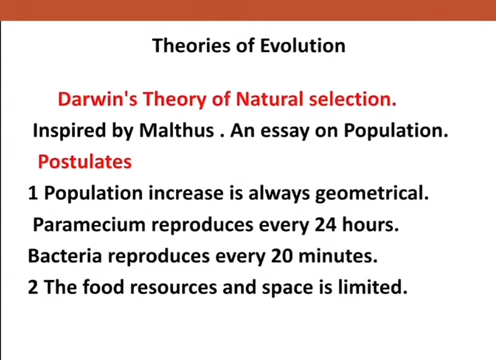 Theories of Evolution
Darwin's Theory of Natural selection.
Inspired by Malthus . An essay on Population.
Postulates
1 Population increase is always geometrical.
Paramecium reproduces every 24 hours.
Bacteria reproduces every 20 minutes.
2 The food resources and space is limited.